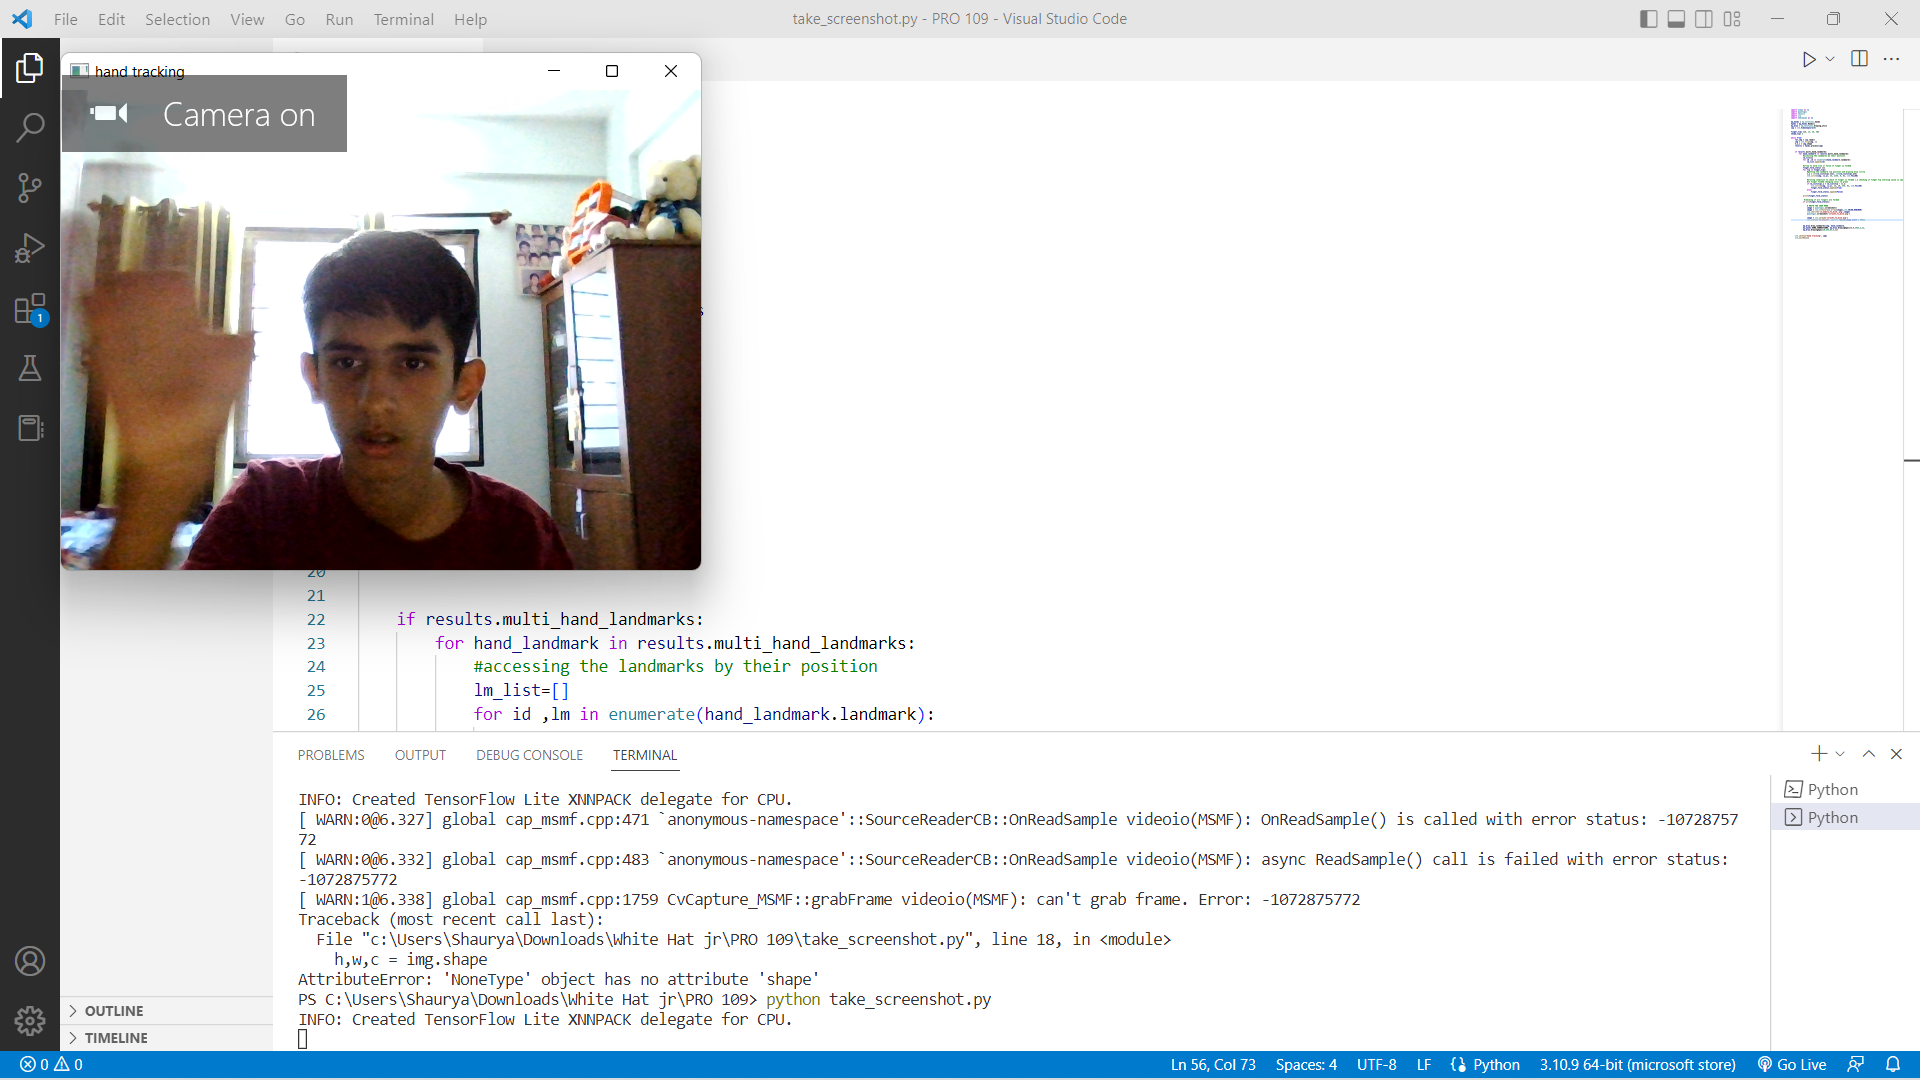 File Edit Selection View Go Run Terminal Help
take_screenshot.py - PRO 109 - Visual Studio Code
hand tracking
Camera on
1
20
21
22 if results.multi_hand_landmarks:
23 for hand_landmark in results.multi_hand_landmarks:
24 #accessing the landmarks by their position
25 lm_list=[]
26 for id ,lm in enumerate(hand_landmark.landmark):
PROBLEMS OUTPUT DEBUG CONSOLE TERMINAL
INFO: Created TensorFlow Lite XNNPACK delegate for CPU.
[ WARN:0@6.327] global cap_msmf.cpp:471 `anonymous-namespace'::SourceReaderCB::OnReadSample videoio(MSMF): OnReadSample() is called with error status: -10728757
72
[ WARN:0@6.332] global cap_msmf.cpp:483 `anonymous-namespace'::SourceReaderCB::OnReadSample videoio(MSMF): async ReadSample() call is failed with error status:
-1072875772
[ WARN:1@6.338] global cap_msmf.cpp:1759 CvCapture_MSMF::grabFrame videoio(MSMF): can't grab frame. Error: -1072875772
Traceback (most recent call last):
File "c:\Users\Shaurya\Downloads\White Hat jr\PRO 109\take_screenshot.py", line 18, in <module>
h,w,c = img.shape
AttributeError: 'NoneType' object has no attribute 'shape'
PS C:\Users\Shaurya\Downloads\White Hat jr\PRO 109> python take_screenshot.py
INFO: Created TensorFlow Lite XNNPACK delegate for CPU.
Python
Python
OUTLINE
TIMELINE
0 0
Ln 56, Col 73 Spaces: 4 UTF-8 LF Python 3.10.9 64-bit (microsoft store) Go Live